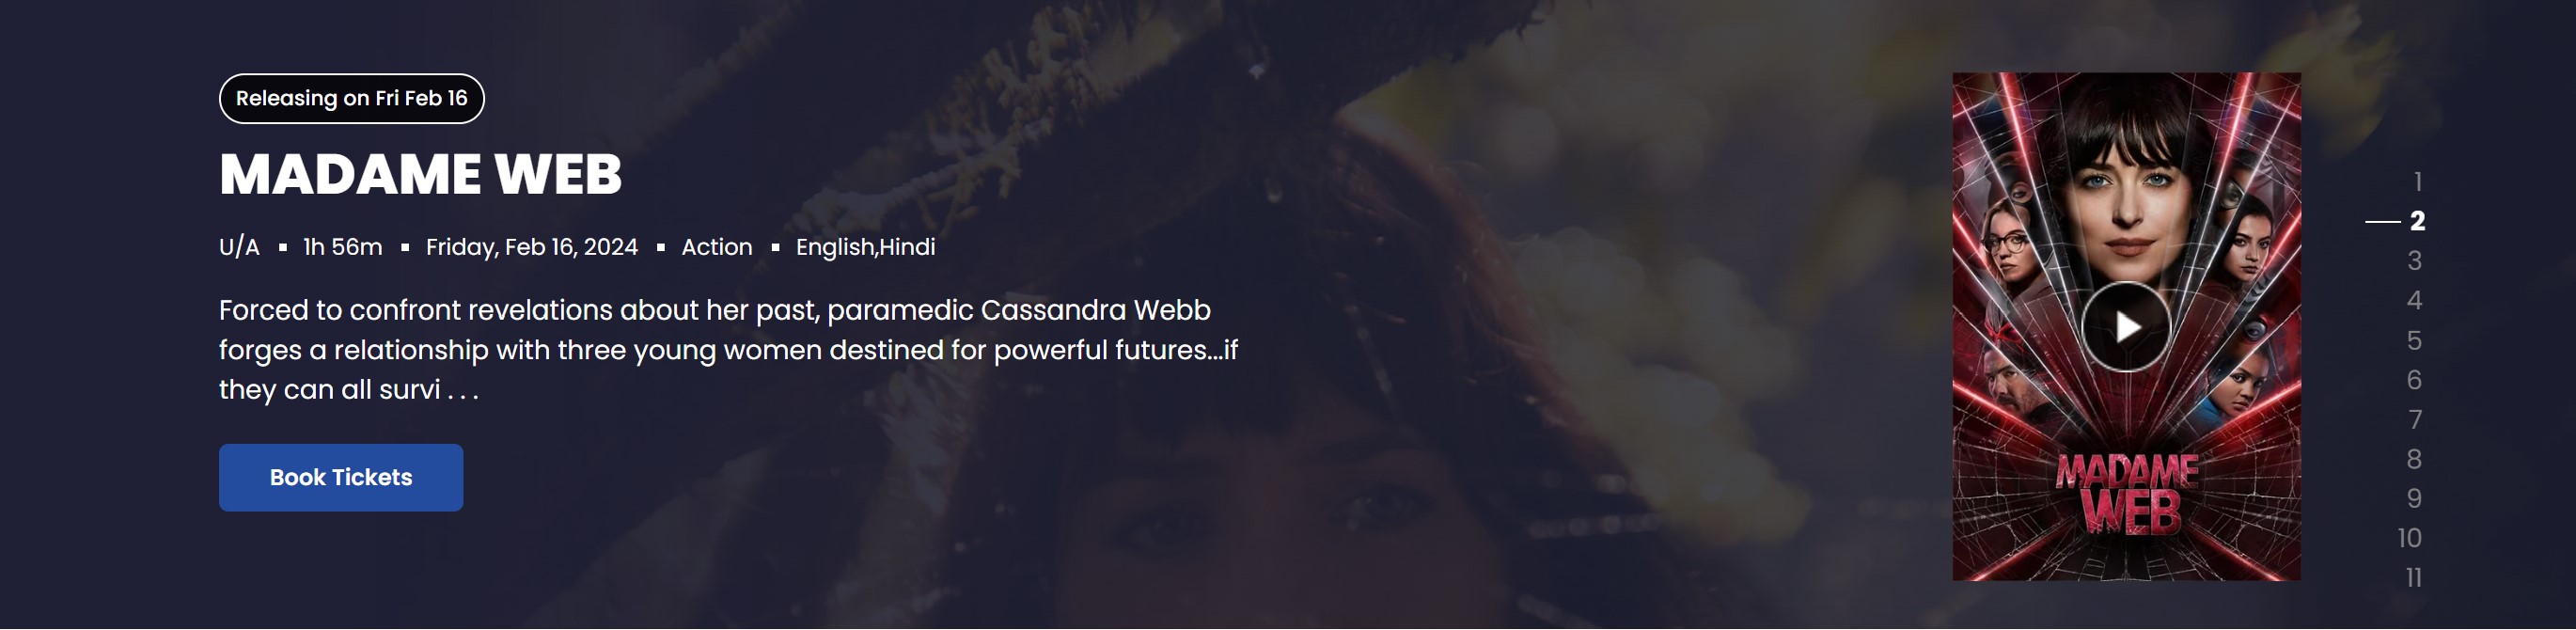 Releasing on Fri Feb 16
MADAME WEB
U/A ▪ 1h 56m ▪ Friday, Feb 16, 2024 ▪ Action ▪ English,Hindi
Forced to confront revelations about her past, paramedic Cassandra Webb
forges a relationship with three young women destined for powerful futures...if
they can all survi . . .
Book Tickets
MADAME
WEB
1
2
3
4
5
6
7
8
9
10
11